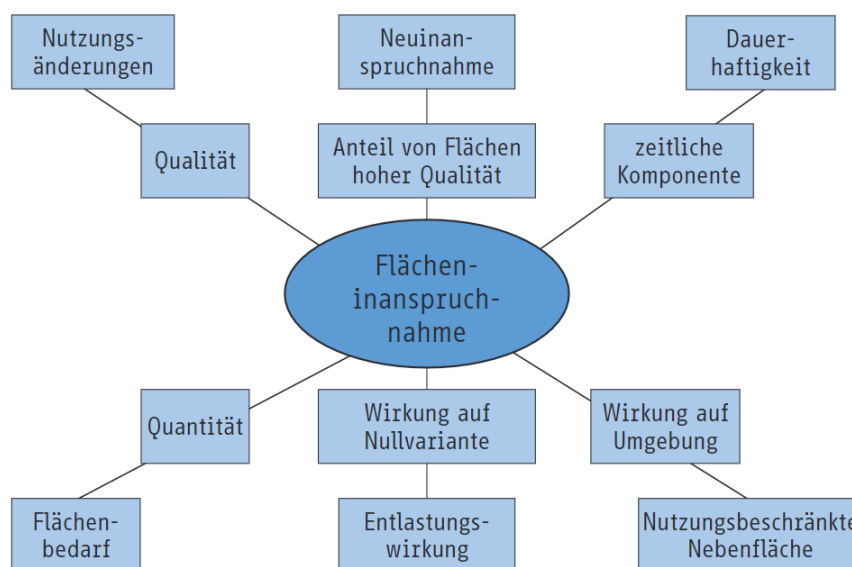 Nutzungs-
änderungen
Neuinan-
spruchnahme
Dauer-
haftigkeit
Qualität
Anteil von Flächen
hoher Qualität
zeitliche
Komponente
Flächen-
inanspruch-
nahme
Quantität
Wirkung auf
Nullvariante
Wirkung auf
Umgebung
Flächen-
bedarf
Entlastungs-
wirkung
Nutzungsbeschränkte
Nebenfläche